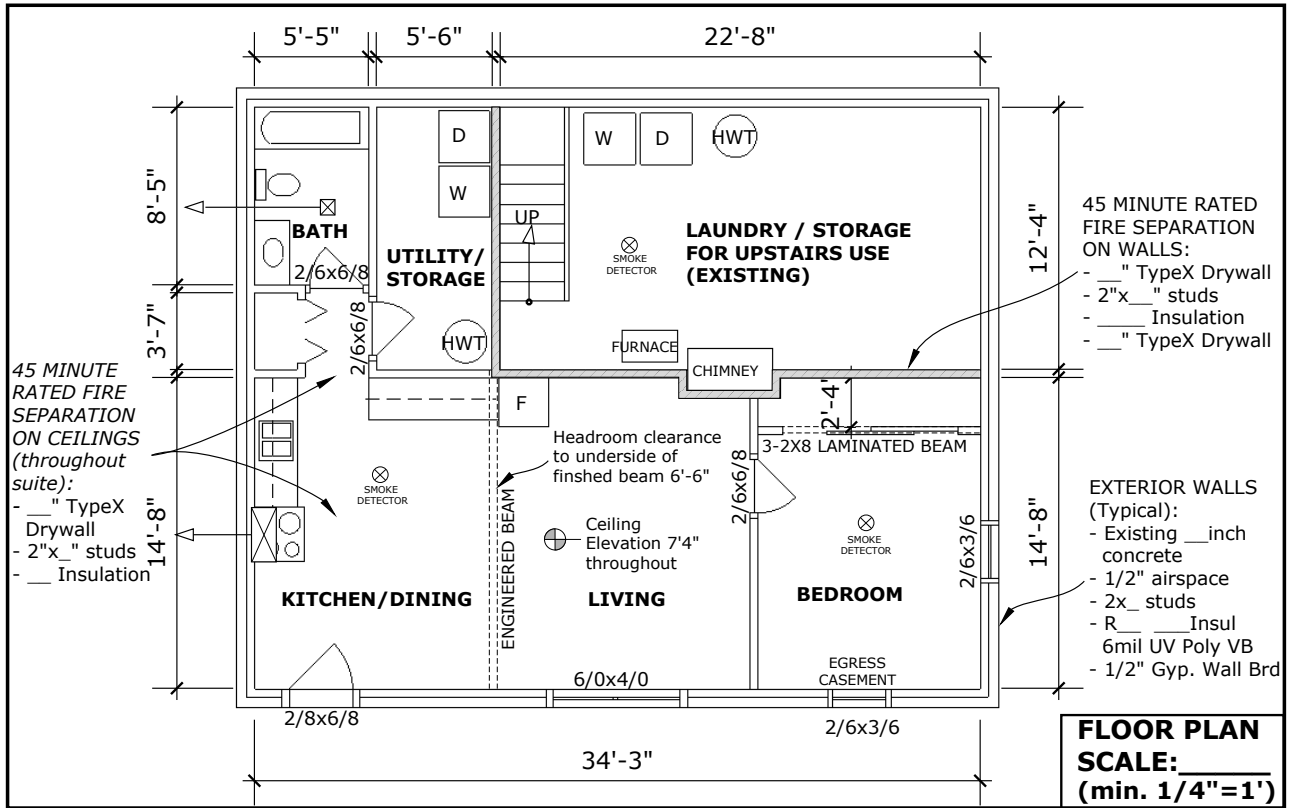 5'-5"
5'-6"
22'-8"
8'-5"
3'-7"
14'-8"
12'-4"
14'-8"
34'-3"
D
W
W
D
HWT
UP
BATH
2/6x6/8
UTILITY/
STORAGE
2/6x6/8
HWT
SMOKE
DETECTOR
LAUNDRY / STORAGE
FOR UPSTAIRS USE
(EXISTING)
FURNACE
CHIMNEY
45 MINUTE RATED
FIRE SEPARATION
ON WALLS:
- __" TypeX Drywall
- 2"x__" studs
- ____ Insulation
- __" TypeX Drywall
45 MINUTE
RATED FIRE
SEPARATION
ON CEILINGS
(throughout
suite):
- __" TypeX
Drywall
- 2"x_" studs
- __ Insulation
F
Headroom clearance
to underside of
finshed beam 6'-6"
2'-4"
3-2X8 LAMINATED BEAM
2/6x6/8
SMOKE
DETECTOR
ENGINEERED BEAM
Ceiling
Elevation 7'4"
throughout
SMOKE
DETECTOR
2/6x3/6
KITCHEN/DINING
LIVING
BEDROOM
EXTERIOR WALLS
(Typical):
- Existing __inch
concrete
- 1/2" airspace
- 2x_ studs
- R__ ___Insul
6mil UV Poly VB
- 1/2" Gyp. Wall Brd
6/0x4/0
EGRESS
CASEMENT
2/8x6/8
2/6x3/6
FLOOR PLAN
SCALE:_____
(min. 1/4"=1')